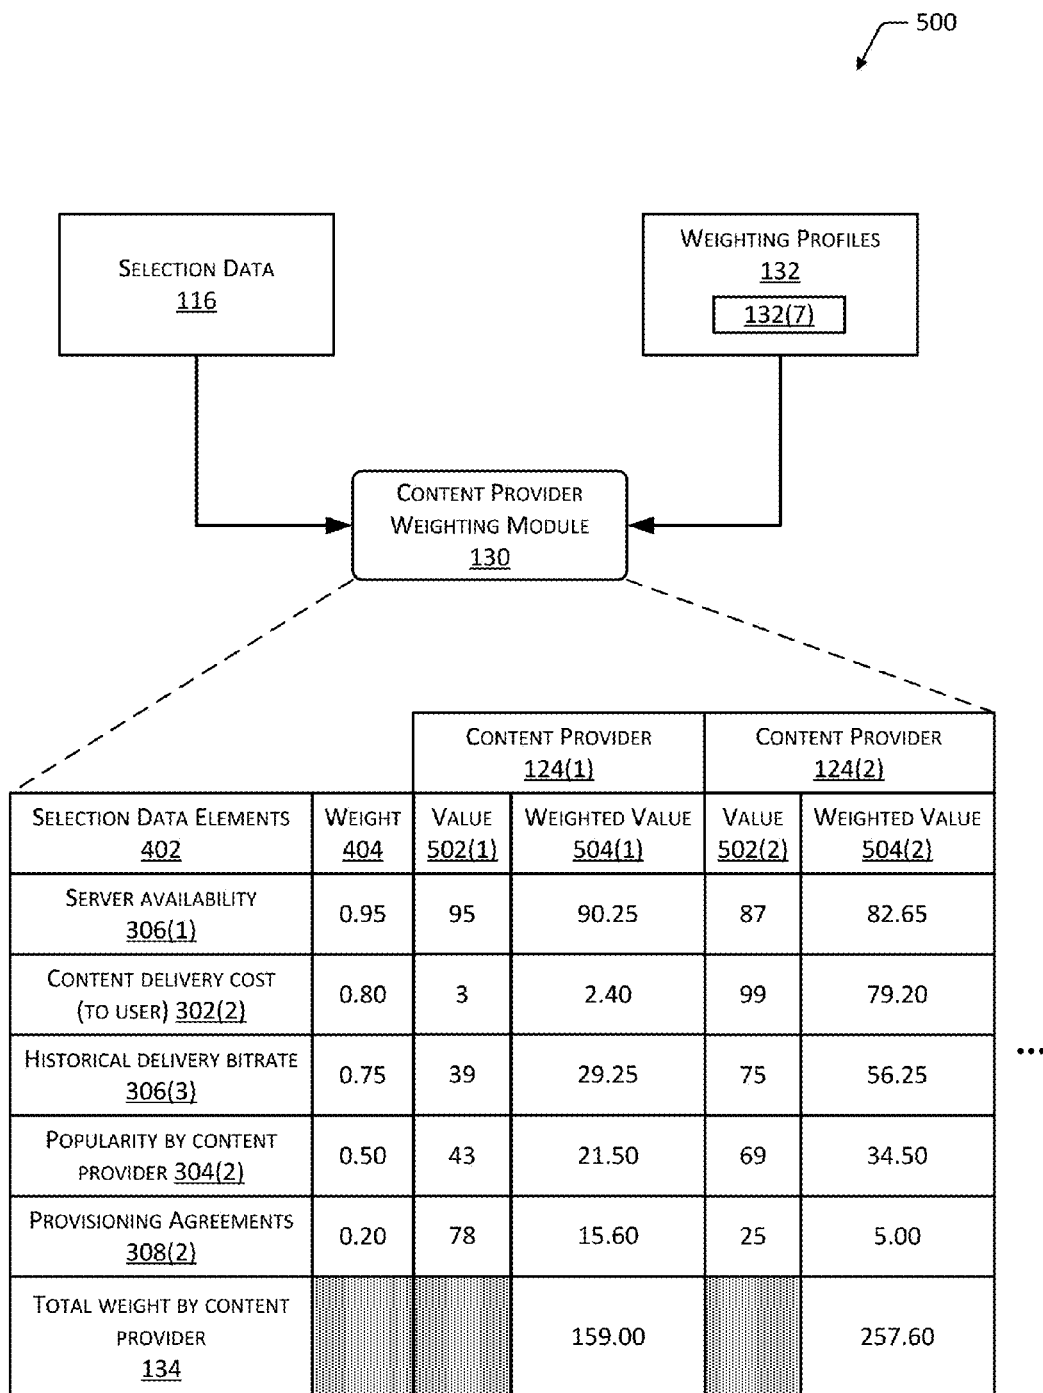 500
SELECTION DATA
116
WEIGHTING PROFILES
132
132(7)
CONTENT PROVIDER
WEIGHTING MODULE
130
CONTENT PROVIDER
124(1)
CONTENT PROVIDER
124(2)
SELECTION DATA ELEMENTS
402
WEIGHT
404
VALUE
502(1)
WEIGHTED VALUE
504(1)
VALUE
502(2)
WEIGHTED VALUE
504(2)
SERVER AVAILABILITY
306(1)
0.95
95
90.25
87
82.65
CONTENT DELIVERY COST
(TO USER) 302(2)
0.80
3
2.40
99
79.20
HISTORICAL DELIVERY BITRATE
306(3)
0.75
39
29.25
75
56.25
...
POPULARITY BY CONTENT
PROVIDER 304(2)
0.50
43
21.50
69
34.50
PROVISIONING AGREEMENTS
308(2)
0.20
78
15.60
25
5.00
TOTAL WEIGHT BY CONTENT
PROVIDER
134
159.00
257.60